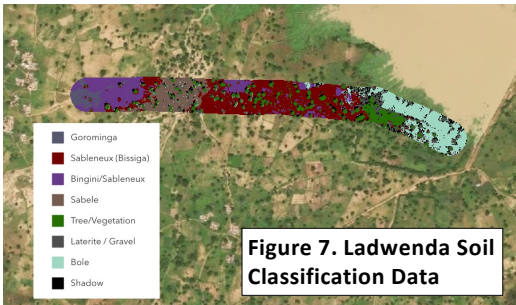 Gorominga
Sableneux (Bissiga)
Bingini/Sableneux
Sabele
Tree/Vegetation
Laterite / Gravel
Bole
Shadow
Figure 7. Ladwenda Soil
Classification Data